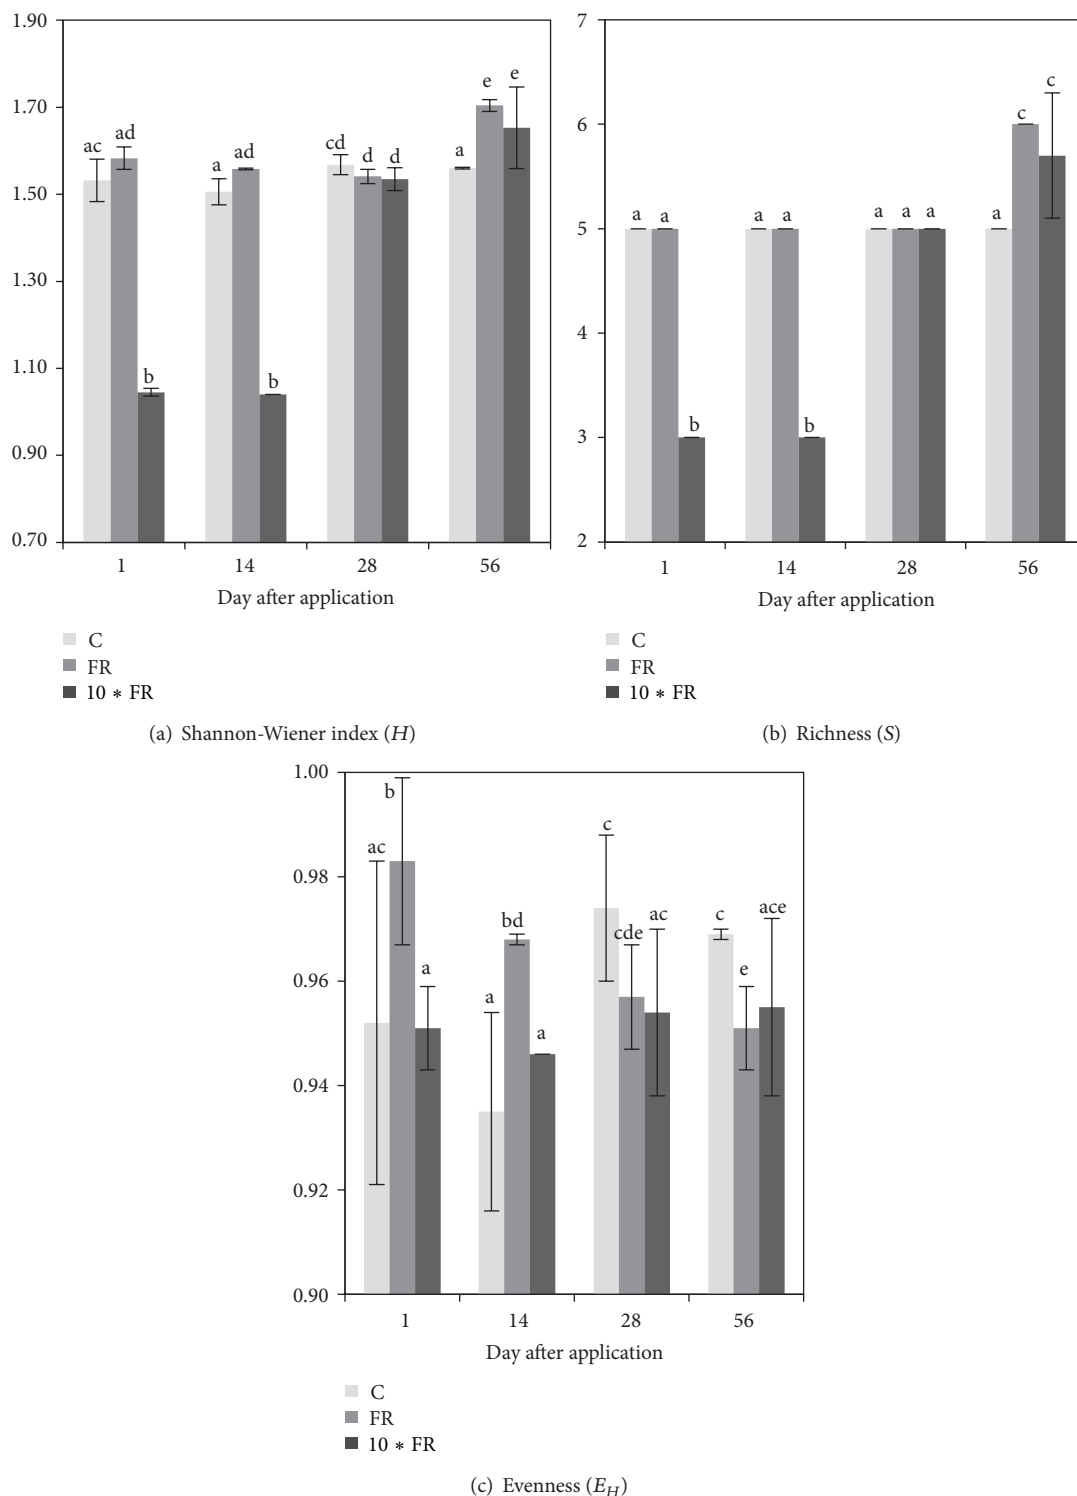 1.90
1.70
1.50
1.30
1.10
0.90
0.70
ac
ad
b
a
ad
b
cd
d
d
a
e
e
1
14
28
56
Day after application
C
FR
10 ∗ FR
(a) Shannon-Wiener index (H)
7
6
5
4
3
2
a
a
b
a
a
b
a
a
a
a
c
c
1
14
28
56
Day after application
C
FR
10 ∗ FR
(b) Richness (S)
1.00
0.98
0.96
0.94
0.92
0.90
ac
b
a
a
bd
a
c
cde
ac
c
e
ace
1
14
28
56
Day after application
C
FR
10 ∗ FR
(c) Evenness (E_H)